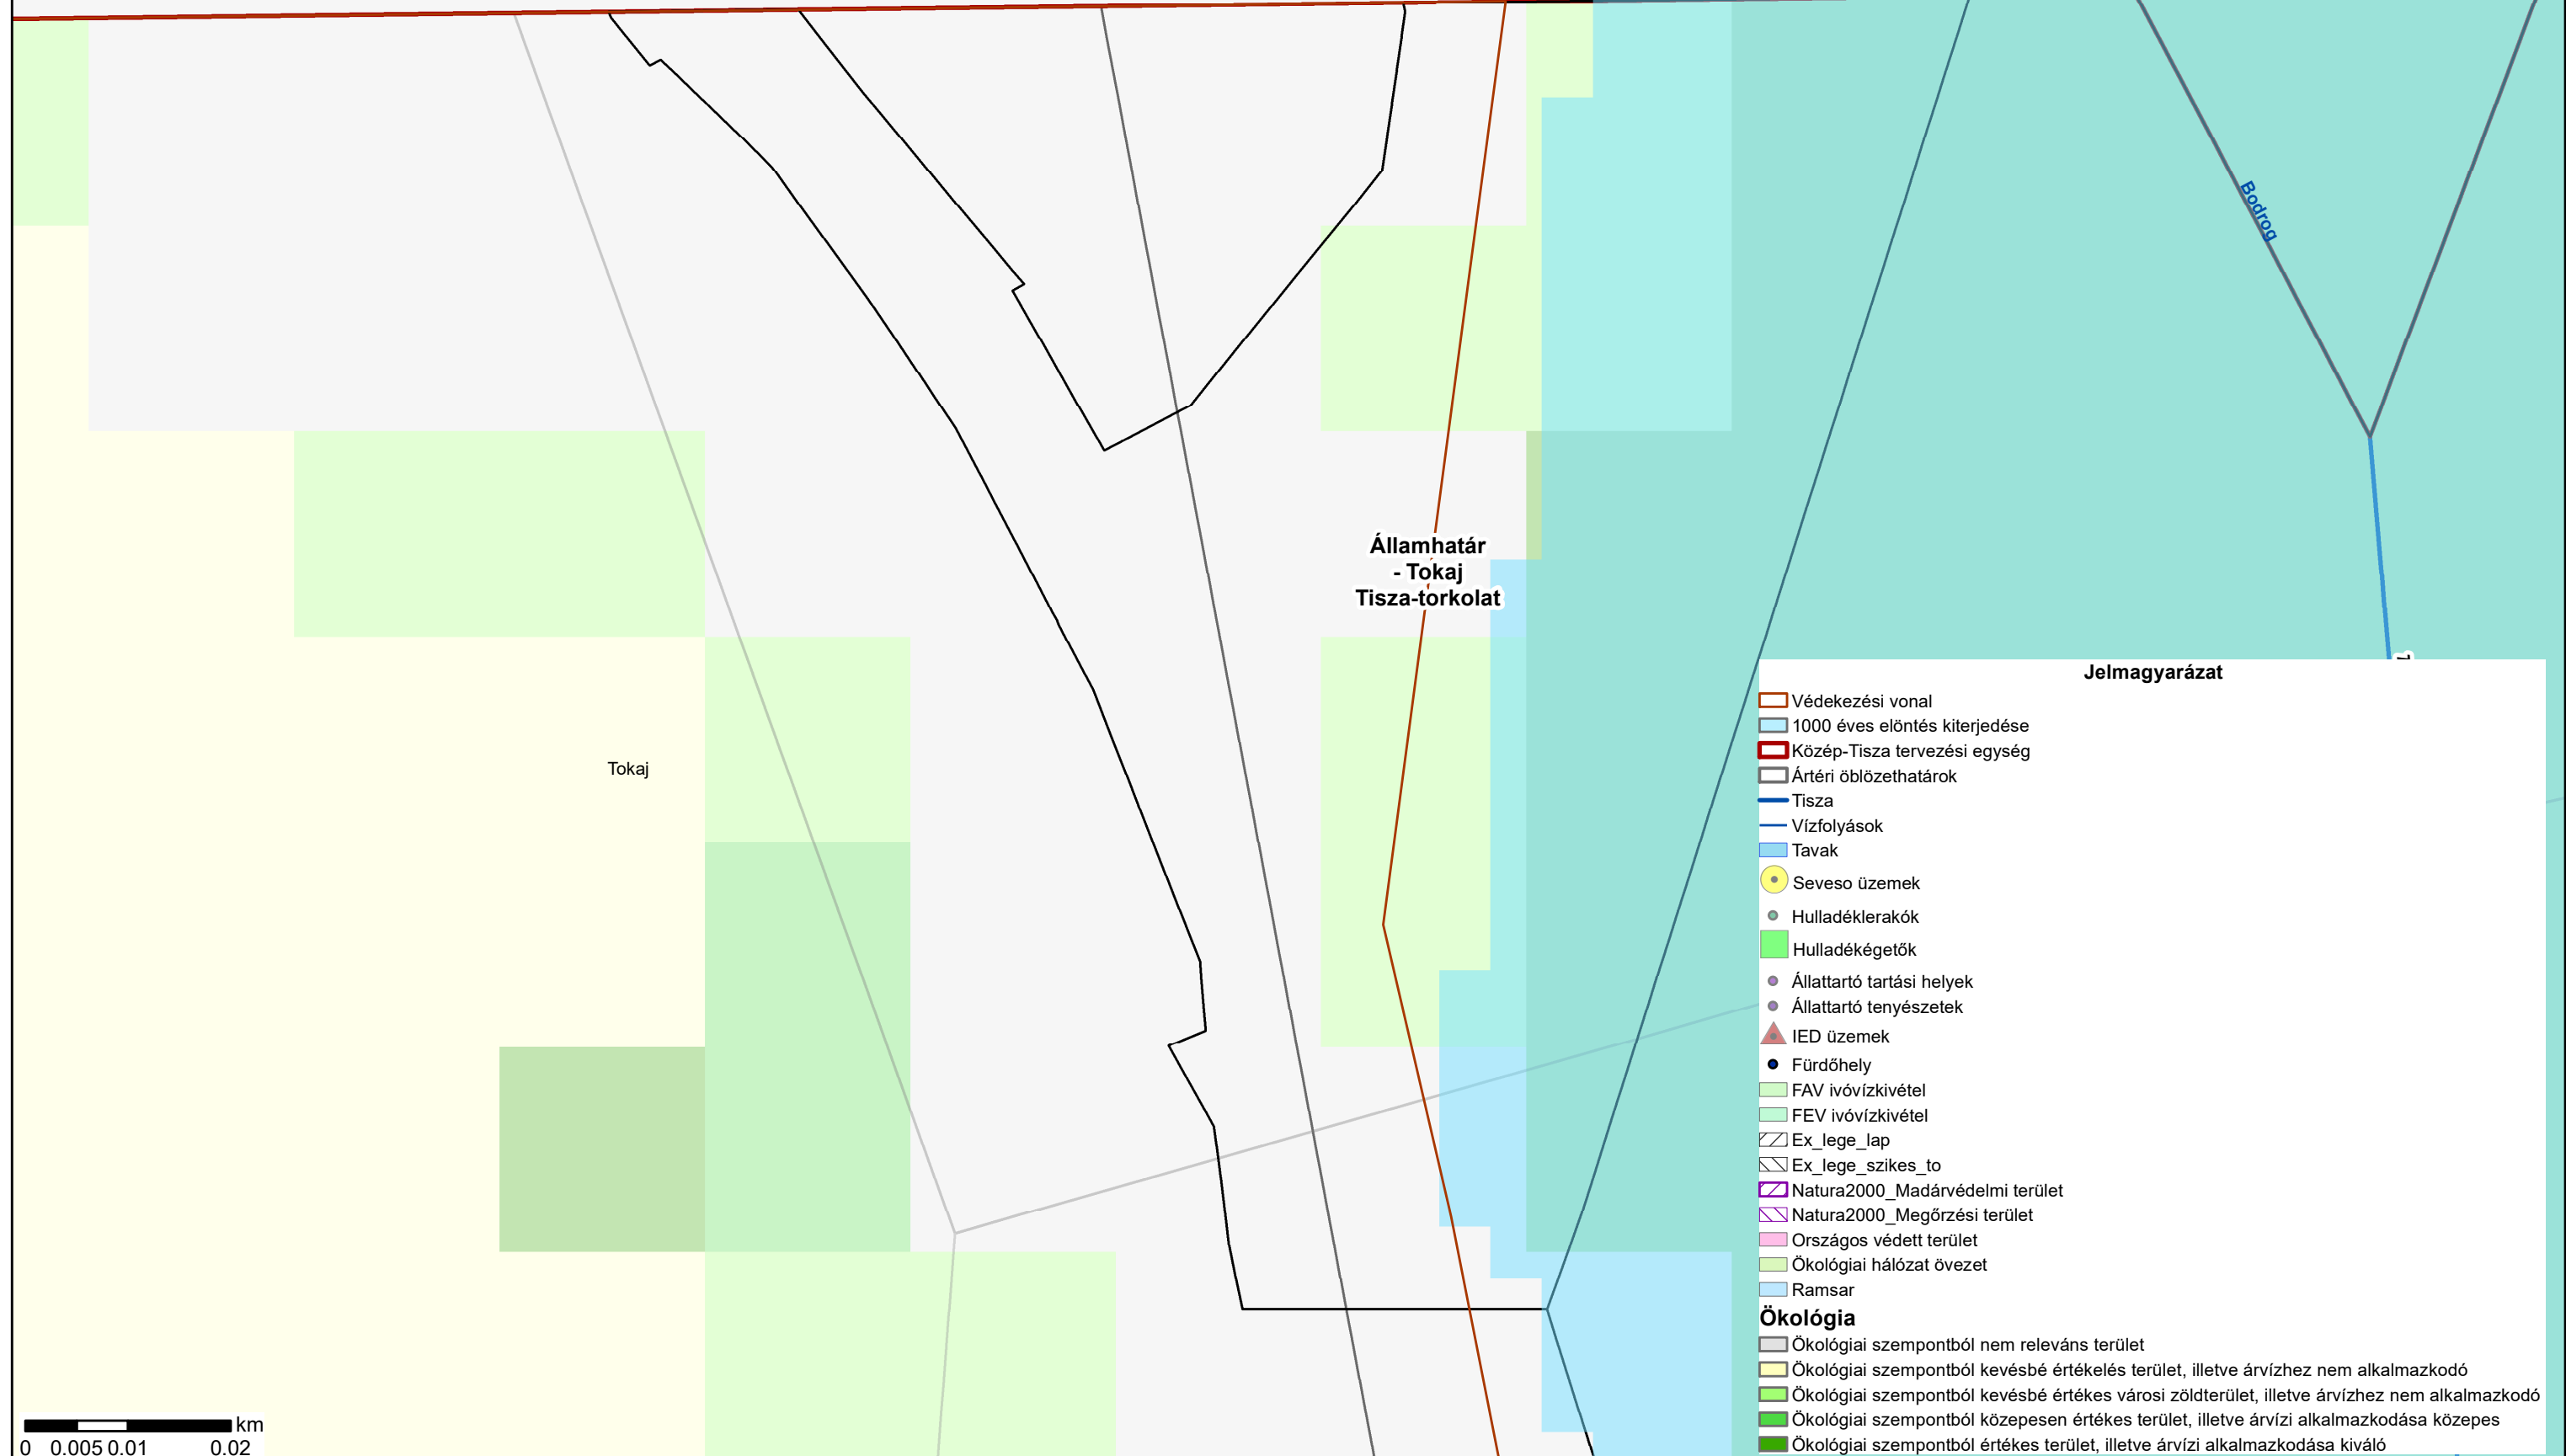 Bodrog
Államhatár
- Tokaj
Tisza-torkolat
Tokaj
Jelmagyarázat
Védekezési vonal
1000 éves elöntés kiterjedése
Közép-Tisza tervezési egység
Ártéri öblözethatárok
Tisza
Vízfolyások
Tavak
Seveso üzemek
Hulladéklerakók
Hulladékégetők
Állattartó tartási helyek
Állattartó tenyészetek
IED üzemek
Fürdőhely
FAV ivóvízkivétel
FEV ivóvízkivétel
Ex_lege_lap
Ex_lege_szikes_to
Natura2000_Madárvédelmi terület
Natura2000_Megőrzési terület
Országos védett terület
Ökológiai hálózat övezet
Ramsar
Ökológia
Ökológiai szempontból nem releváns terület
Ökológiai szempontból kevésbé értékelés terület, illetve árvízhez nem alkalmazkodó
Ökológiai szempontból kevésbé értékes városi zöldterület, illetve árvízhez nem alkalmazkodó
Ökológiai szempontból közepesen értékes terület, illetve árvízi alkalmazkodása közepes
Ökológiai szempontból értékes terület, illetve árvízi alkalmazkodása kiváló
km
0 0.005 0.01 0.02